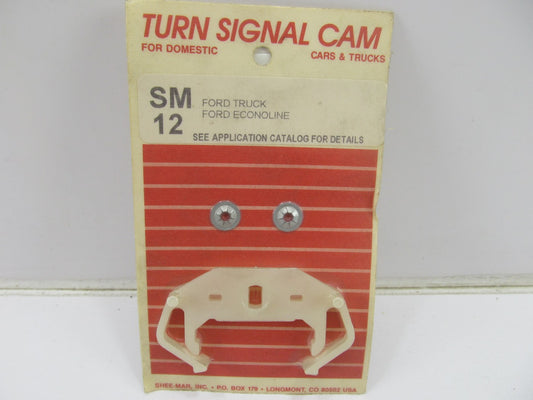 TURN SIGNAL CAM
FOR DOMESTIC CARS & TRUCKS
SM 12
FORD TRUCK
FORD ECONOLINE
SEE APPLICATION CATALOG FOR DETAILS
SHEE-MAR, INC. • P.O. BOX 179 • LONGMONT, CO 80502 USA